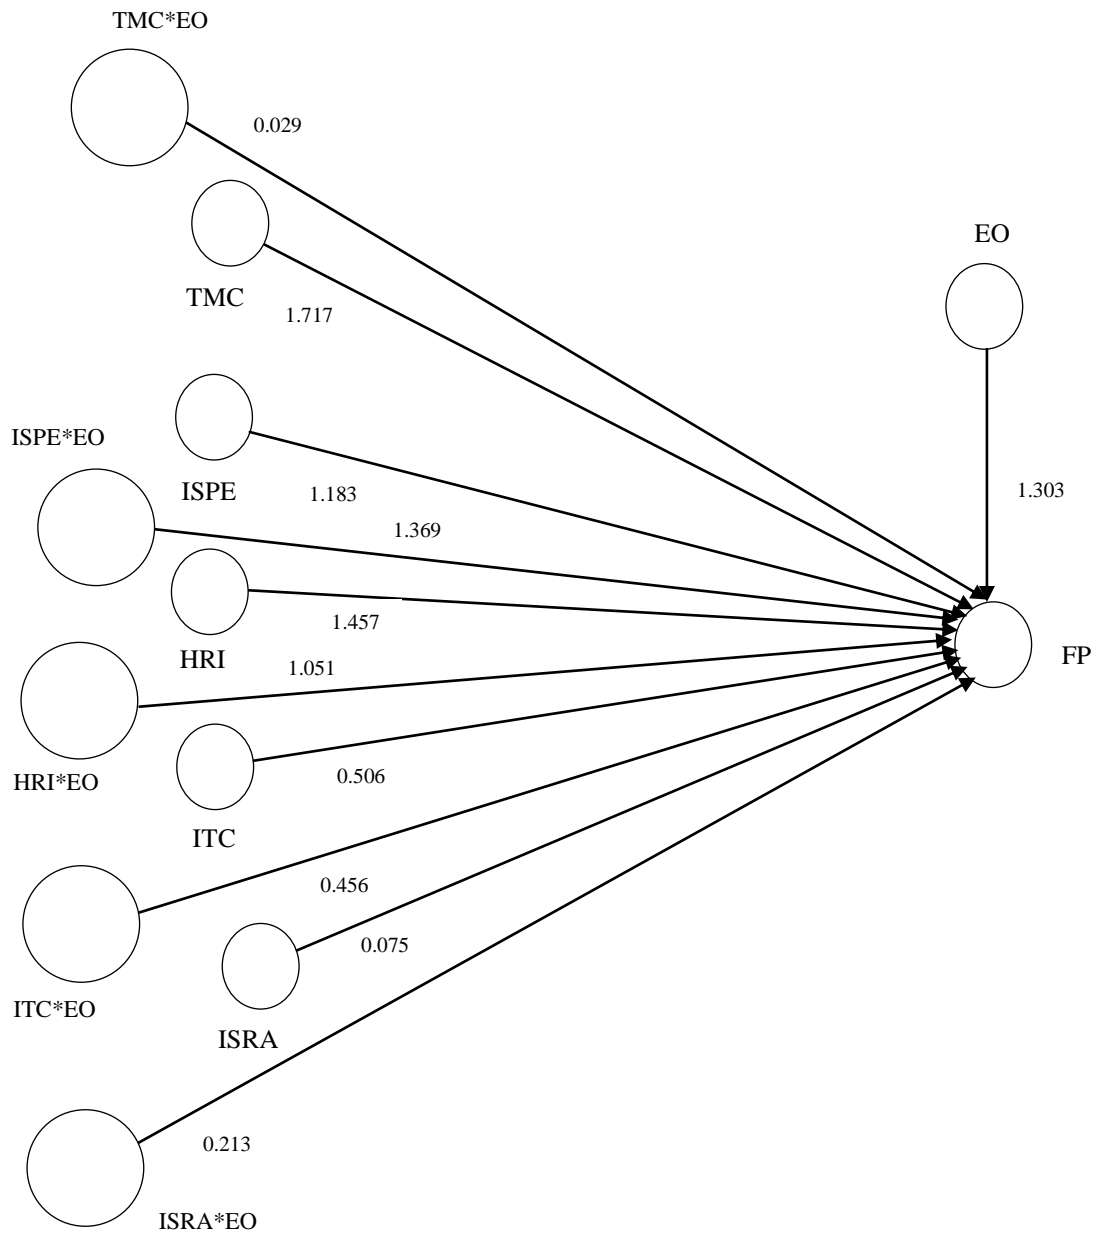 TMC*EO
0.029
TMC
EO
1.717
ISPE*EO
ISPE
1.183
1.303
1.369
1.457
HRI
FP
1.051
HRI*EO
0.506
ITC
0.456
0.075
ITC*EO
ISRA
0.213
ISRA*EO